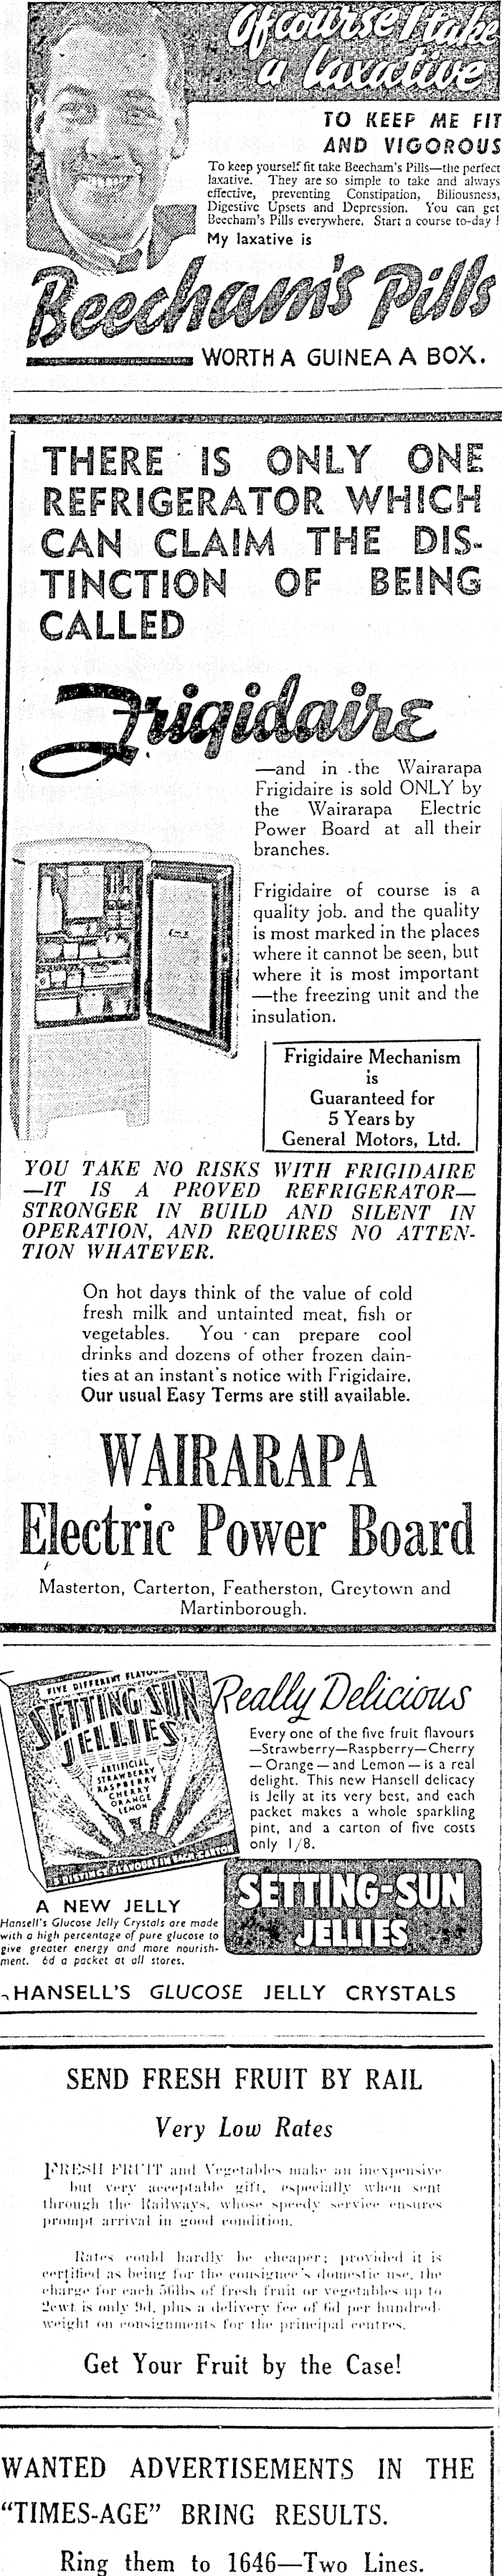 Of course I take
a laxative
TO KEEP ME FIT
AND VIGOROUS
To keep yourself fit take Beecham's Pills—the perfect
laxative. They are so simple to take and always
effective, preventing Constipation, Biliousness,
Digestive Upsets and Depression. You can get
Beecham's Pills everywhere. Start a course to-day !
My laxative is
Beecham's Pills
WORTH A GUINEA A BOX.
THERE IS ONLY ONE
REFRIGERATOR WHICH
CAN CLAIM THE DIS-
TINCTION OF BEING
CALLED
Frigidaire
—and in the Wairarapa
Frigidaire is sold ONLY by
the Wairarapa Electric
Power Board at all their
branches.
Frigidaire of course is a
quality job. and the quality
is most marked in the places
where it cannot be seen, but
where it is most important
—the freezing unit and the
insulation.
Frigidaire Mechanism
is
Guaranteed for
5 Years by
General Motors, Ltd.
YOU TAKE NO RISKS WITH FRIGIDAIRE
—IT IS A PROVED REFRIGERATOR—
STRONGER IN BUILD AND SILENT IN
OPERATION, AND REQUIRES NO ATTEN-
TION WHATEVER.
On hot days think of the value of cold
fresh milk and untainted meat, fish or
vegetables. You can prepare cool
drinks and dozens of other frozen dain-
ties at an instant's notice with Frigidaire.
Our usual Easy Terms are still available.
WAIRARAPA
Electric Power Board
Masterton, Carterton, Featherston, Greytown and
Martinborough.
FIVE DIFFERENT FLAVOURS
SETTING SUN
JELLIES
ARTIFICIAL
STRAWBERRY
RASPBERRY
CHERRY
ORANGE
LEMON
5 DISTINCT FLAVOURS IN EACH CARTON
Really Delicious
Every one of the five fruit flavours
—Strawberry—Raspberry—Cherry
—Orange—and Lemon—is a real
delight. This new Hansell delicacy
is Jelly at its very best, and each
packet makes a whole sparkling
pint, and a carton of five costs
only 1/8.
SETTING-SUN
JELLIES
A NEW JELLY
Hansell's Glucose Jelly Crystals are made
with a high percentage of pure glucose to
give greater energy and more nourish-
ment. 6d a packet at all stores.
HANSELL'S GLUCOSE JELLY CRYSTALS
SEND FRESH FRUIT BY RAIL
Very Low Rates
FRESH FRUIT and Vegetables make an inexpensive
but very acceptable gift, especially when sent
through the Railways, whose speedy service ensures
prompt arrival in good condition.
Rates could hardly be cheaper; provided it is
certified as being for the consignee's domestic use, the
charge for each 56lbs of fresh fruit or vegetables up to
2cwt is only 9d, plus a delivery fee of 6d per hundred-
weight on consignments for the principal centres.
Get Your Fruit by the Case!
WANTED ADVERTISEMENTS IN THE
"TIMES-AGE" BRING RESULTS.
Ring them to 1646—Two Lines.